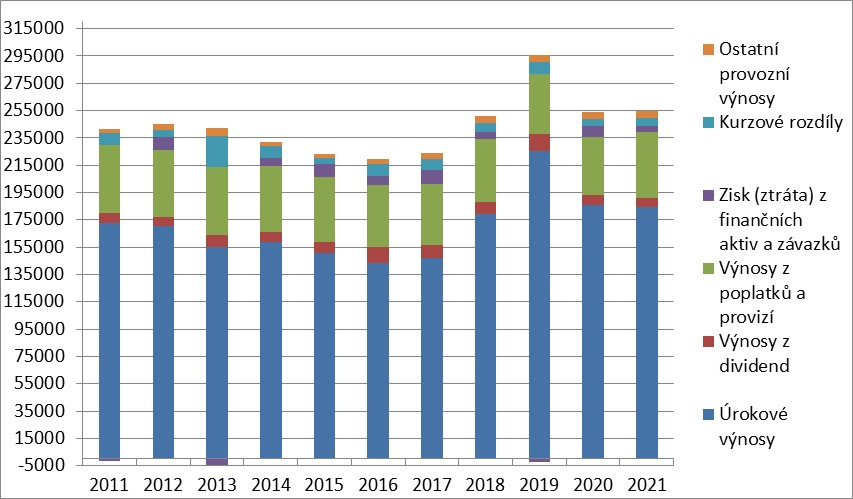 315000
295000
275000
255000
235000
215000
195000
175000
155000
135000
115000
95000
75000
55000
35000
15000
-5000
2011 2012 2013 2014 2015 2016 2017 2018 2019 2020 2021
Ostatní
provozní
výnosy
Kurzové rozdíly
Zisk (ztráta) z
finančních
aktiv a závazků
Výnosy z
poplatků a
provizí
Výnosy z
dividend
Úrokové
výnosy